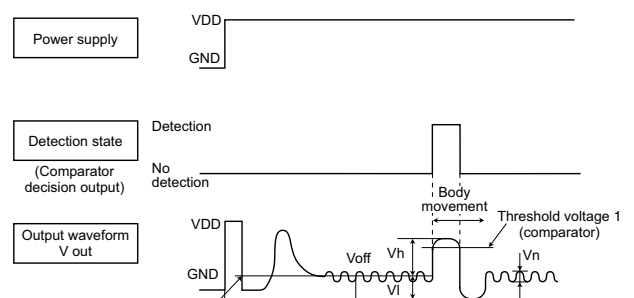 Power supply
VDD
GND
Detection state
(Comparator
decision output)
Detection
No
detection
Body
movement
Output waveform
V out
VDD
GND
Voff
Vh
Vl
Threshold voltage 1
(comparator)
Vn